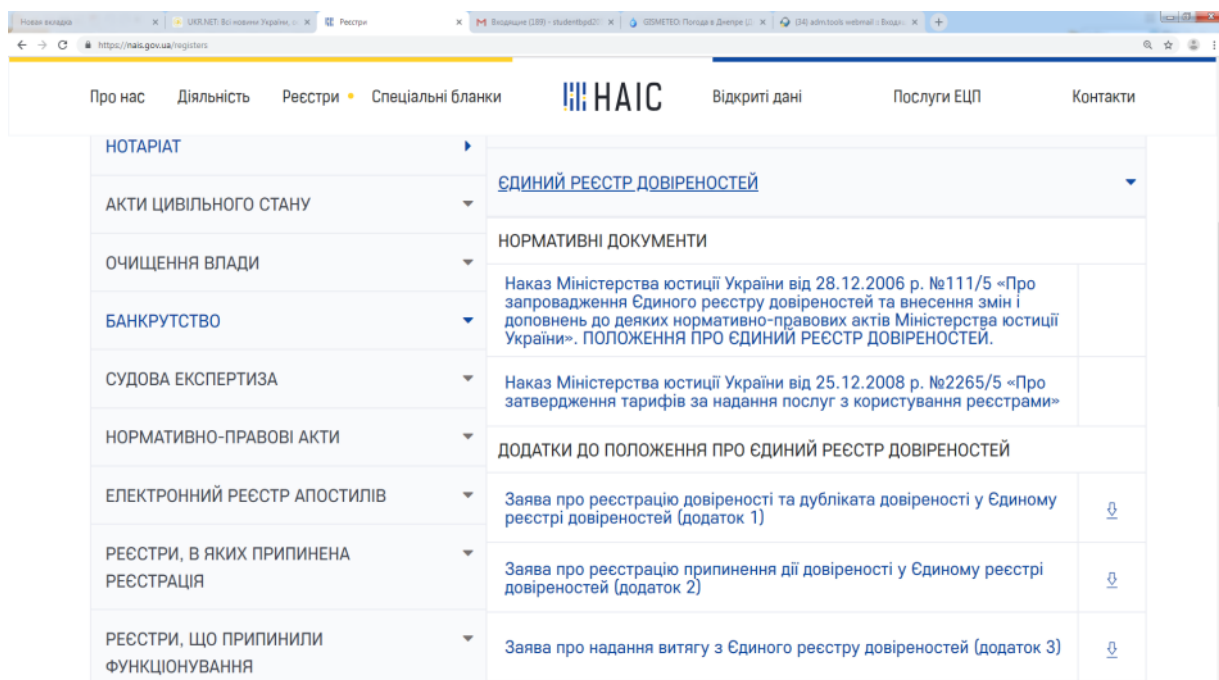 Новая вкладка
UKR.NET: Всі новини України, о
Реєстри
Входящие (189) - studentbpd20
GISMETEO: Погода в Днепре (Д
(34) adm.tools webmail :: Входящ
https://nais.gov.ua/registers
Про нас
Діяльність
Реєстри
Спеціальні бланки
НАІС
Відкриті дані
Послуги ЕЦП
Контакти
НОТАРІАТ
АКТИ ЦИВІЛЬНОГО СТАНУ
ОЧИЩЕННЯ ВЛАДИ
БАНКРУТСТВО
СУДОВА ЕКСПЕРТИЗА
НОРМАТИВНО-ПРАВОВІ АКТИ
ЕЛЕКТРОННИЙ РЕЄСТР АПОСТИЛІВ
РЕЄСТРИ, В ЯКИХ ПРИПИНЕНА
РЕЄСТРАЦІЯ
РЕЄСТРИ, ЩО ПРИПИНИЛИ
ФУНКЦІОНУВАННЯ
ЄДИНИЙ РЕЄСТР ДОВІРЕНОСТЕЙ
НОРМАТИВНІ ДОКУМЕНТИ
Наказ Міністерства юстиції України від 28.12.2006 р. №111/5 «Про
запровадження Єдиного реєстру довіреностей та внесення змін і
доповнень до деяких нормативно-правових актів Міністерства юстиції
України». ПОЛОЖЕННЯ ПРО ЄДИНИЙ РЕЄСТР ДОВІРЕНОСТЕЙ.
Наказ Міністерства юстиції України від 25.12.2008 р. №2265/5 «Про
затвердження тарифів за надання послуг з користування реєстрами»
ДОДАТКИ ДО ПОЛОЖЕННЯ ПРО ЄДИНИЙ РЕЄСТР ДОВІРЕНОСТЕЙ
Заява про реєстрацію довіреності та дубліката довіреності у Єдиному
реєстрі довіреностей (додаток 1)
Заява про реєстрацію припинення дії довіреності у Єдиному реєстрі
довіреностей (додаток 2)
Заява про надання витягу з Єдиного реєстру довіреностей (додаток 3)